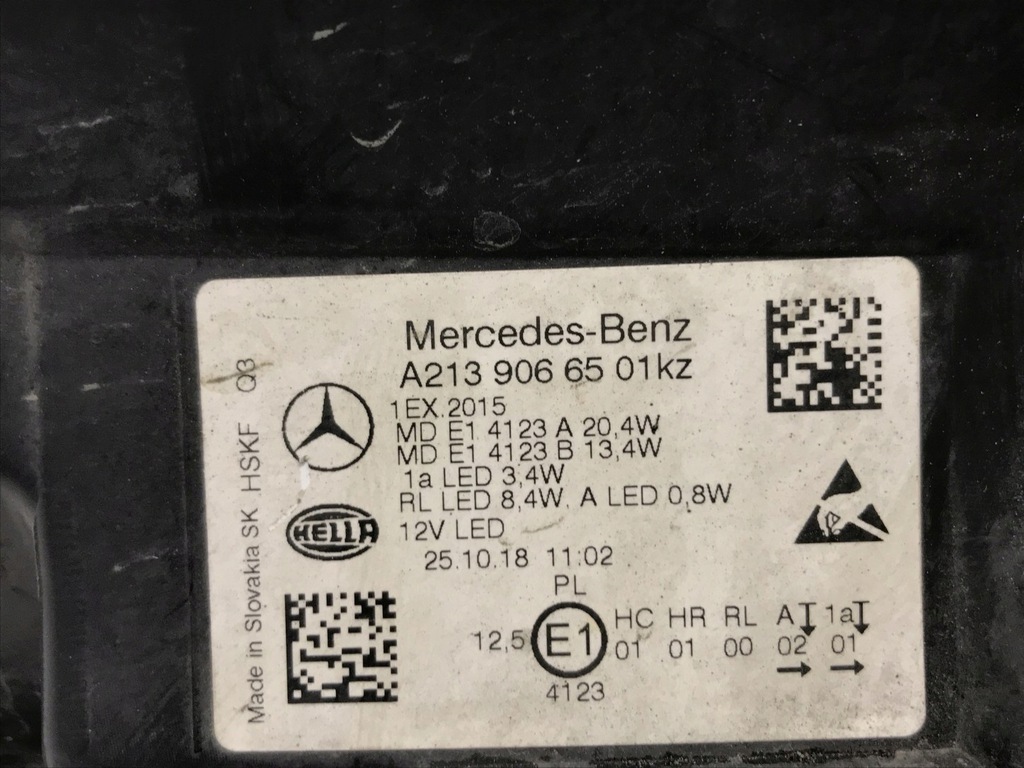 Mercedes-Benz
A213 906 65 01kz
1EX.2015
MD E1 4123 A 20,4W
MD E1 4123 B 13,4W
1a LED 3,4W
RL LED 8,4W, A LED 0,8W
12V LED
25.10.18 11:02
PL
HELLA
Made in Slovakia SK HSKF Q3
12,5 E1 HC HR RL A 1a
01 01 00 02 01
4123